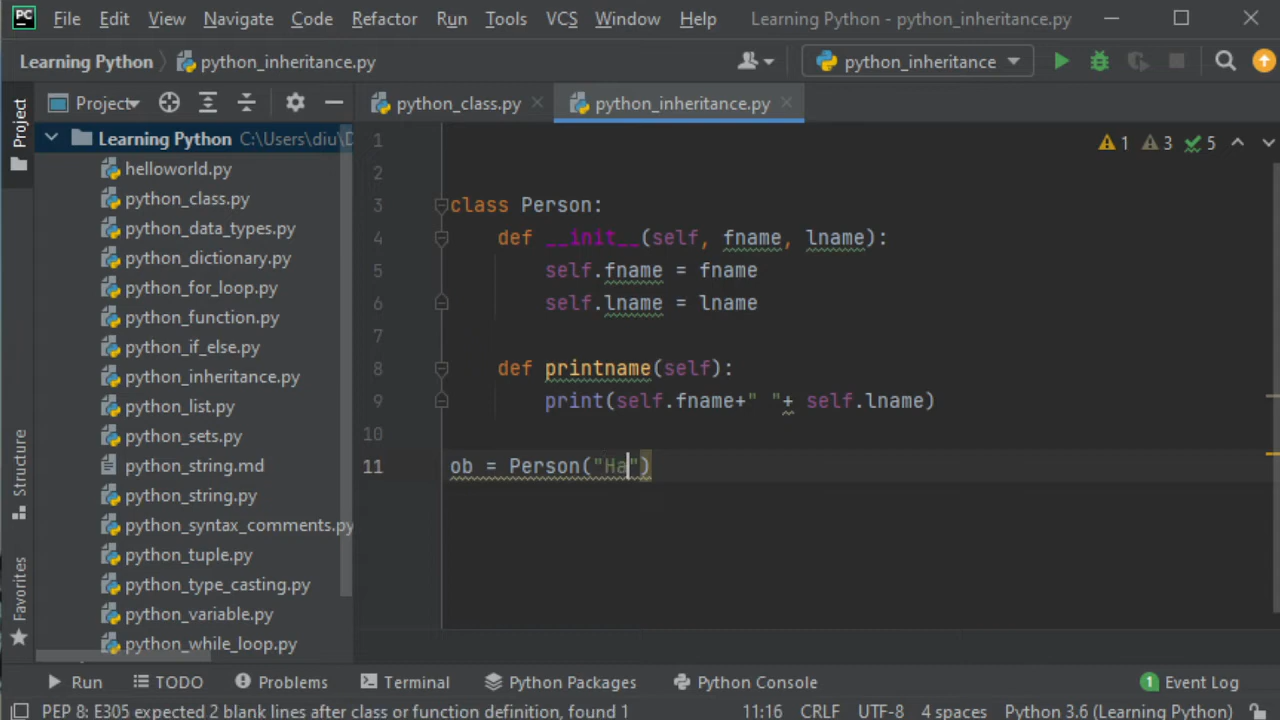 PC File Edit View Navigate Code Refactor Run Tools VCS Window Help Learning Python - python_inheritance.py
Learning Python python_inheritance.py python_inheritance
Project Project python_class.py python_inheritance.py
Learning Python C:\Users\diu\D
helloworld.py
python_class.py
python_data_types.py
python_dictionary.py
python_for_loop.py
python_function.py
python_if_else.py
python_inheritance.py
python_list.py
python_sets.py
python_string.md
python_string.py
python_syntax_comments.py
python_tuple.py
python_type_casting.py
python_variable.py
python_while_loop.py
Structure
Favorites
1 3 5
1
2
3 class Person:
4 def __init__(self, fname, lname):
5 self.fname = fname
6 self.lname = lname
7
8 def printname(self):
9 print(self.fname+" "+ self.lname)
10
11 ob = Person("Ha")
Run TODO Problems Terminal Python Packages Python Console 1 Event Log
PEP 8: E305 expected 2 blank lines after class or function definition, found 1 11:16 CRLF UTF-8 4 spaces Python 3.6 (Learning Python)